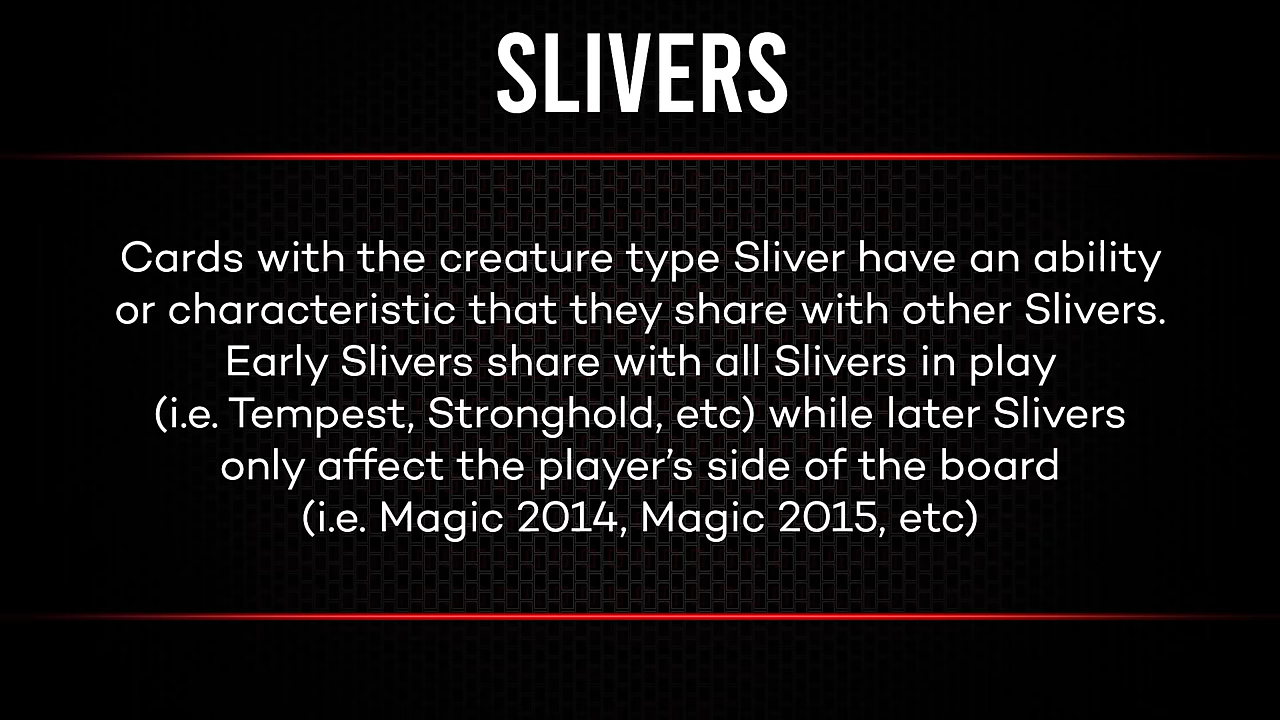 SLIVERS
Cards with the creature type Sliver have an ability
or characteristic that they share with other Slivers.
Early Slivers share with all Slivers in play
(i.e. Tempest, Stronghold, etc) while later Slivers
only affect the player’s side of the board
(i.e. Magic 2014, Magic 2015, etc)